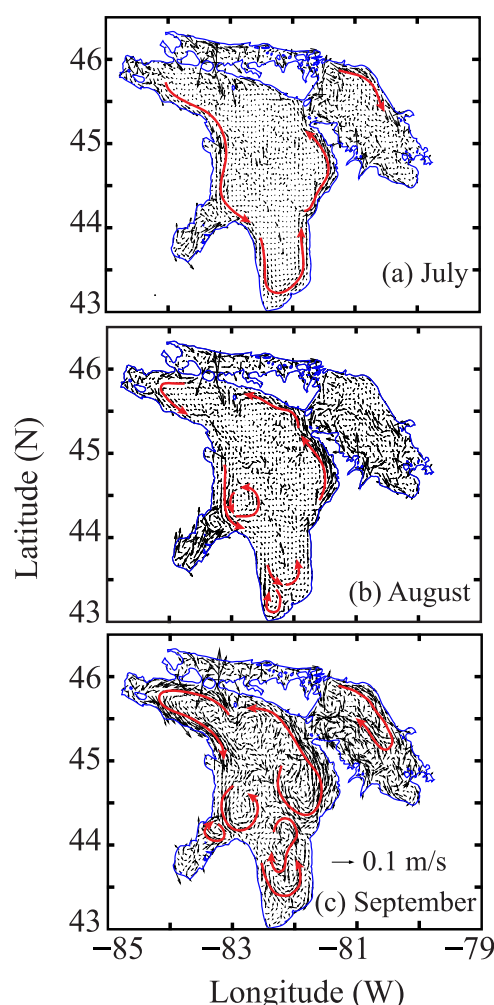 46
45
44
43
(a) July
46
45
44
43
(b) August
Latitude (N)
46
45
44
43
0.1 m/s
(c) September
−85
−83
−81
−79
Longitude (W)